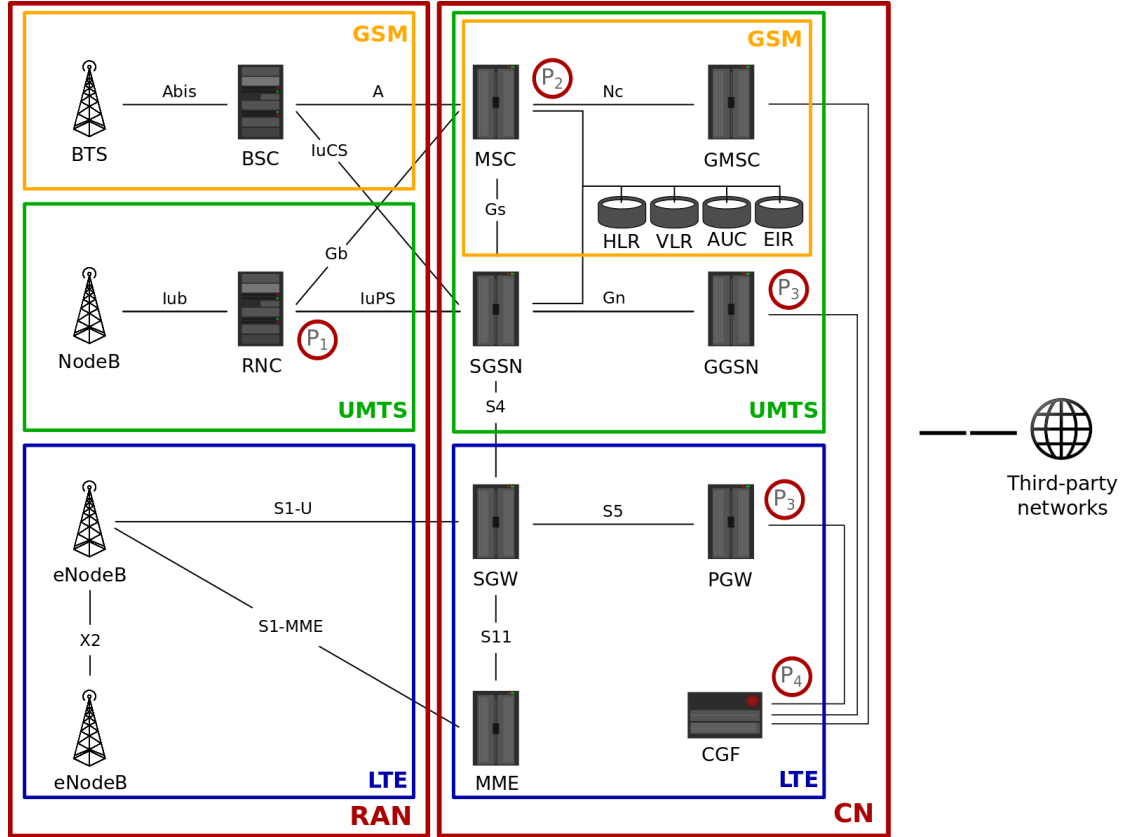 GSM
Abis
A
BTS
BSC
IuCS
Gb
Iub
IuPS
NodeB
RNC
P1
UMTS
S1-U
eNodeB
X2
S1-MME
eNodeB
LTE
RAN
GSM
P2
Nc
MSC
GMSC
Gs
HLR
VLR
AUC
EIR
P3
Gn
SGSN
GGSN
S4
UMTS
P3
S5
SGW
PGW
S11
P4
MME
CGF
LTE
CN
Third-party
networks